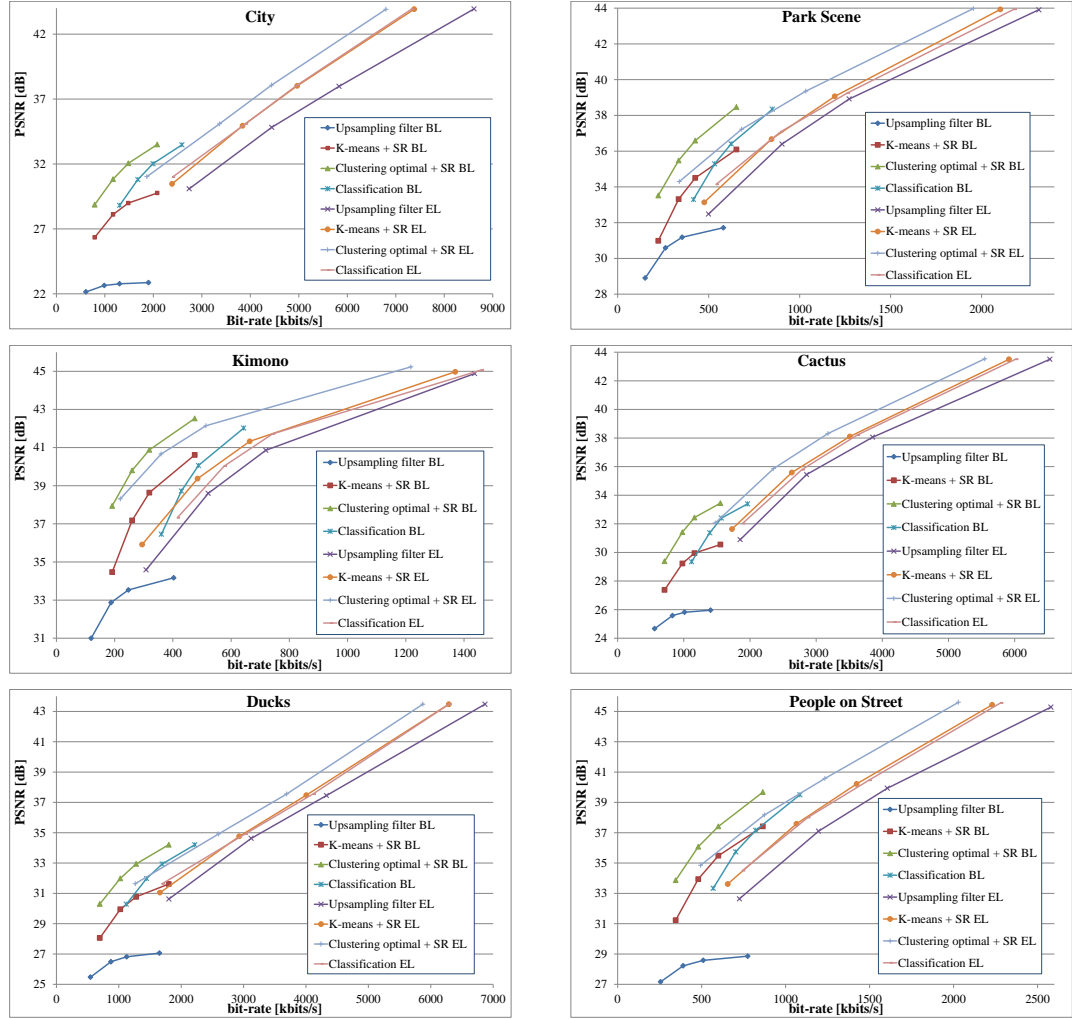 City
PSNR [dB]
42
37
32
27
22
0 1000 2000 3000 4000 5000 6000 7000 8000 9000
Bit-rate [kbits/s]
Upsampling filter BL
K-means + SR BL
Clustering optimal + SR BL
Classification BL
Upsampling filter EL
K-means + SR EL
Clustering optimal + SR EL
Classification EL
Park Scene
PSNR [dB]
44
42
40
38
36
34
32
30
28
0 500 1000 1500 2000
bit-rate [kbits/s]
Upsampling filter BL
K-means + SR BL
Clustering optimal + SR BL
Classification BL
Upsampling filter EL
K-means + SR EL
Clustering optimal + SR EL
Classification EL
Kimono
PSNR [dB]
45
43
41
39
37
35
33
31
0 200 400 600 800 1000 1200 1400
bit-rate [kbits/s]
Upsampling filter BL
K-means + SR BL
Clustering optimal + SR BL
Classification BL
Upsampling filter EL
K-means + SR EL
Clustering optimal + SR EL
Classification EL
Cactus
PSNR [dB]
44
42
40
38
36
34
32
30
28
26
24
0 1000 2000 3000 4000 5000 6000
bit-rate [kbits/s]
Upsampling filter BL
K-means + SR BL
Clustering optimal + SR BL
Classification BL
Upsampling filter EL
K-means + SR EL
Clustering optimal + SR EL
Classification EL
Ducks
PSNR [dB]
43
41
39
37
35
33
31
29
27
25
0 1000 2000 3000 4000 5000 6000 7000
bit-rate [kbits/s]
Upsampling filter BL
K-means + SR BL
Clustering optimal + SR BL
Classification BL
Upsampling filter EL
K-means + SR EL
Clustering optimal + SR EL
Classification EL
People on Street
PSNR [dB]
45
43
41
39
37
35
33
31
29
27
0 500 1000 1500 2000 2500
bit-rate [kbits/s]
Upsampling filter BL
K-means + SR BL
Clustering optimal + SR BL
Classification BL
Upsampling filter EL
K-means + SR EL
Clustering optimal + SR EL
Classification EL